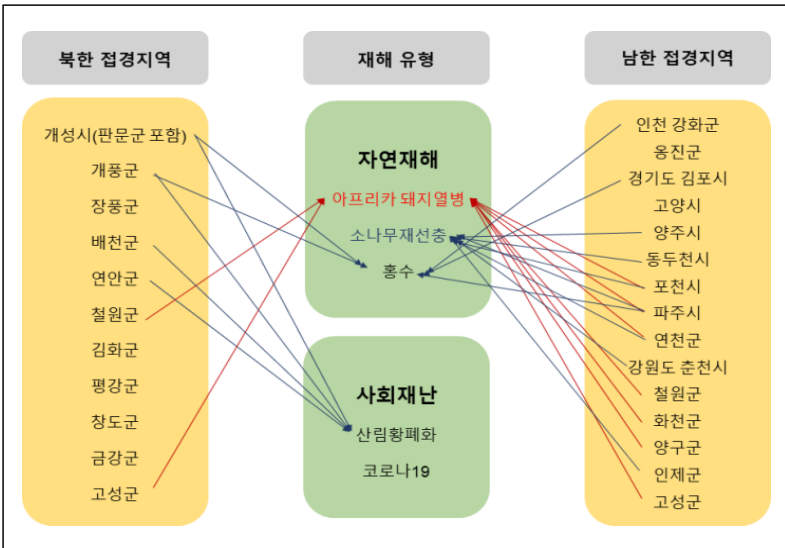 북한 접경지역
개성시(판문군 포함)
개풍군
장풍군
배천군
연안군
철원군
김화군
평강군
창도군
금강군
고성군
재해 유형
자연재해
아프리카 돼지열병
소나무재선충
홍수
사회재난
산림황폐화
코로나19
남한 접경지역
인천 강화군
옹진군
경기도 김포시
고양시
양주시
동두천시
포천시
파주시
연천군
강원도 춘천시
철원군
화천군
양구군
인제군
고성군